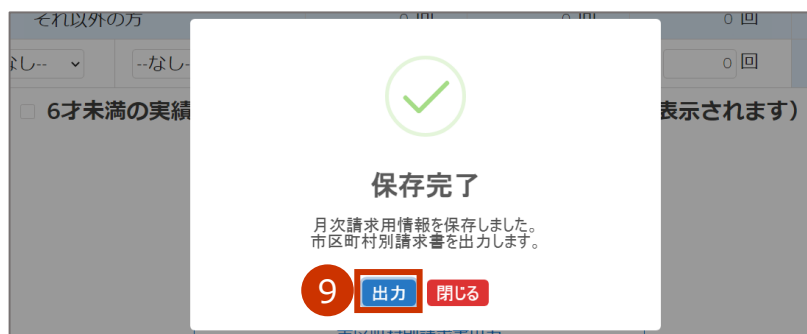 それ以外の方 0 回 0 回 0 回
なし-- --なし- 0 回
6才未満の実績 表示されます）
保存完了
月次請求用情報を保存しました。
市区町村別請求書を出力します。
9 出力 閉じる